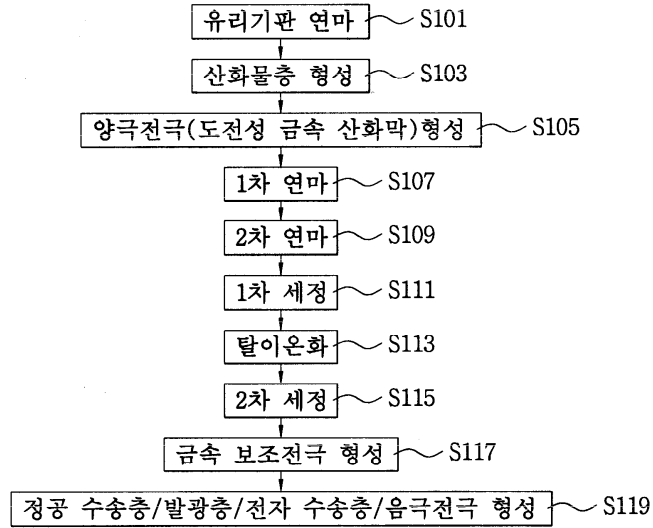 유리기판 연마 S101
산화물층 형성 S103
양극전극(도전성 금속 산화막)형성 S105
1차 연마 S107
2차 연마 S109
1차 세정 S111
탈이온화 S113
2차 세정 S115
금속 보조전극 형성 S117
정공 수송층/발광층/전자 수송층/음극전극 형성 S119